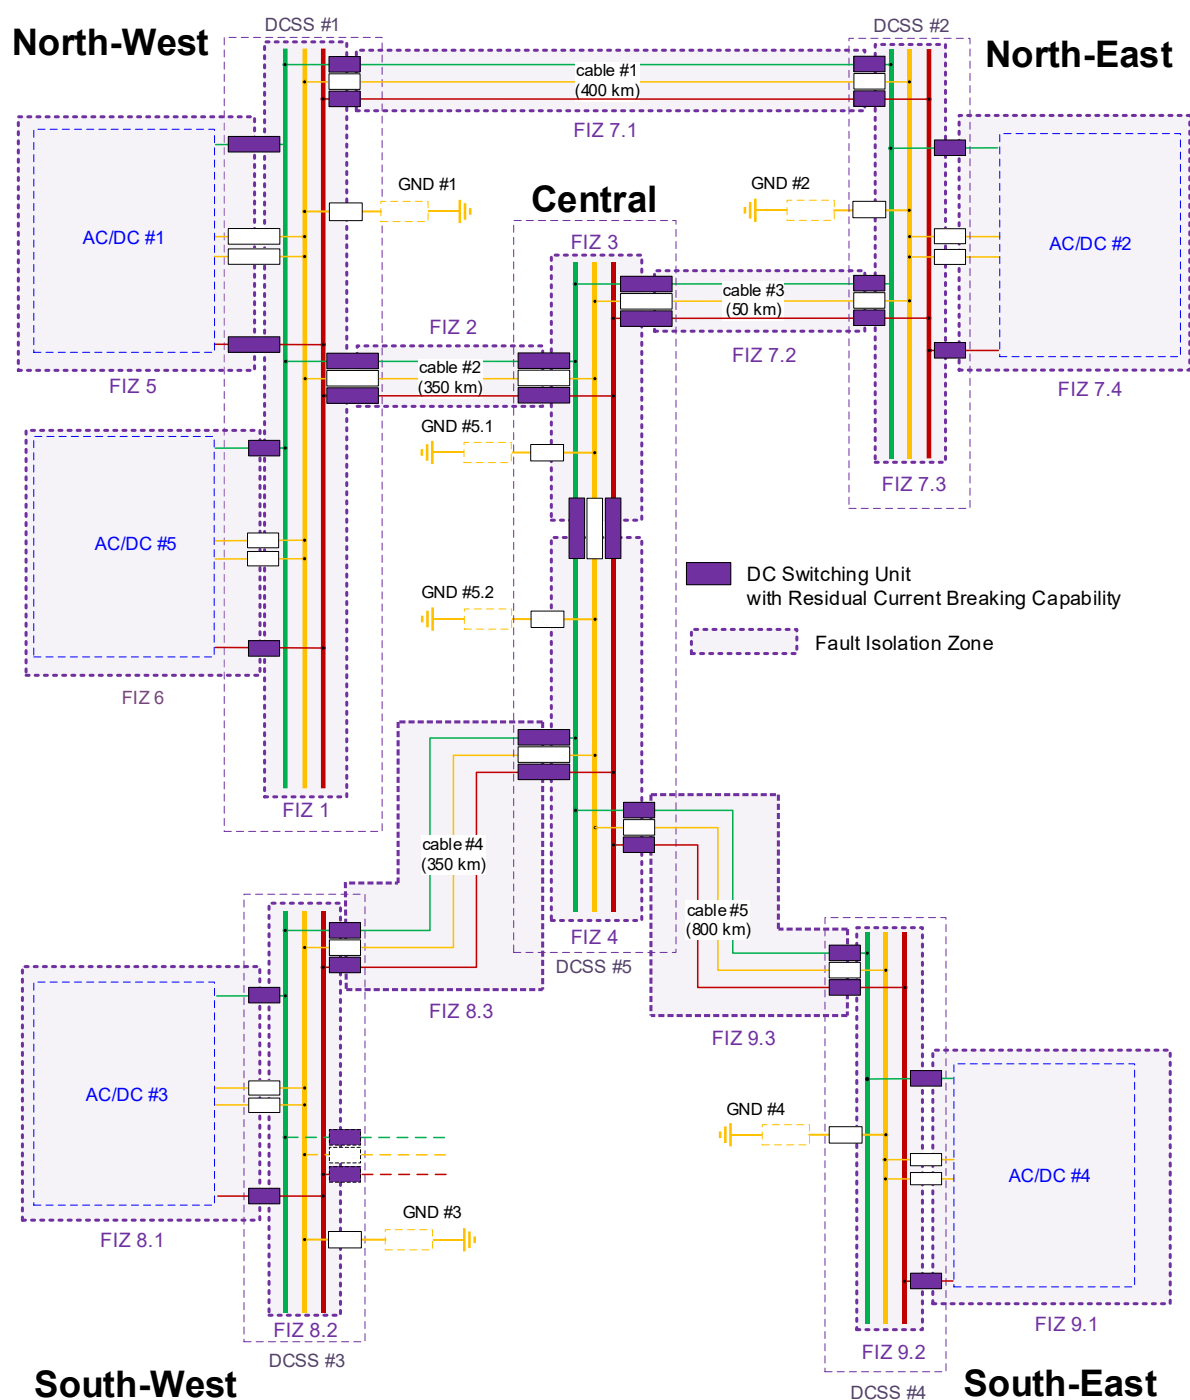 DCSS #1
DCSS #2
North-West
North-East
cable #1
(400 km)
FIZ 7.1
GND #1
GND #2
Central
AC/DC #1
AC/DC #2
FIZ 3
cable #3
(50 km)
FIZ 2
FIZ 7.2
cable #2
(350 km)
FIZ 5
FIZ 7.4
GND #5.1
FIZ 7.3
AC/DC #5
DC Switching Unit
with Residual Current Breaking Capability
GND #5.2
Fault Isolation Zone
FIZ 6
FIZ 1
cable #4
(350 km)
cable #5
(800 km)
FIZ 4
DCSS #5
FIZ 8.3
FIZ 9.3
AC/DC #3
GND #4
AC/DC #4
GND #3
FIZ 8.1
FIZ 8.2
FIZ 9.1
DCSS #3
FIZ 9.2
South-West
South-East
DCSS #4